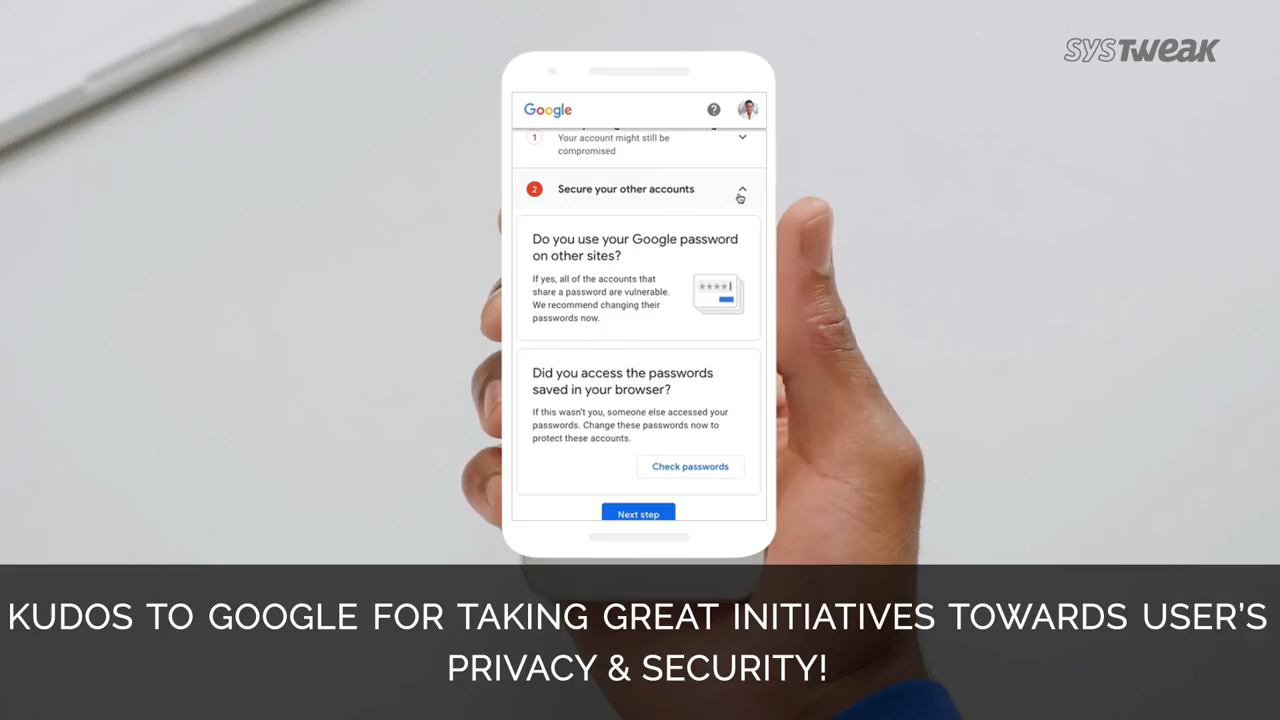 SYSTWEAK
Google
?
1
Your account might still be
compromised
2 Secure your other accounts
Do you use your Google password
on other sites?
If yes, all of the accounts that
share a password are vulnerable.
We recommend changing their
passwords now.
****|
Did you access the passwords
saved in your browser?
If this wasn't you, someone else accessed your
passwords. Change these passwords now to
protect these accounts.
Check passwords
Next step
KUDOS TO GOOGLE FOR TAKING GREAT INITIATIVES TOWARDS USER'S
PRIVACY & SECURITY!